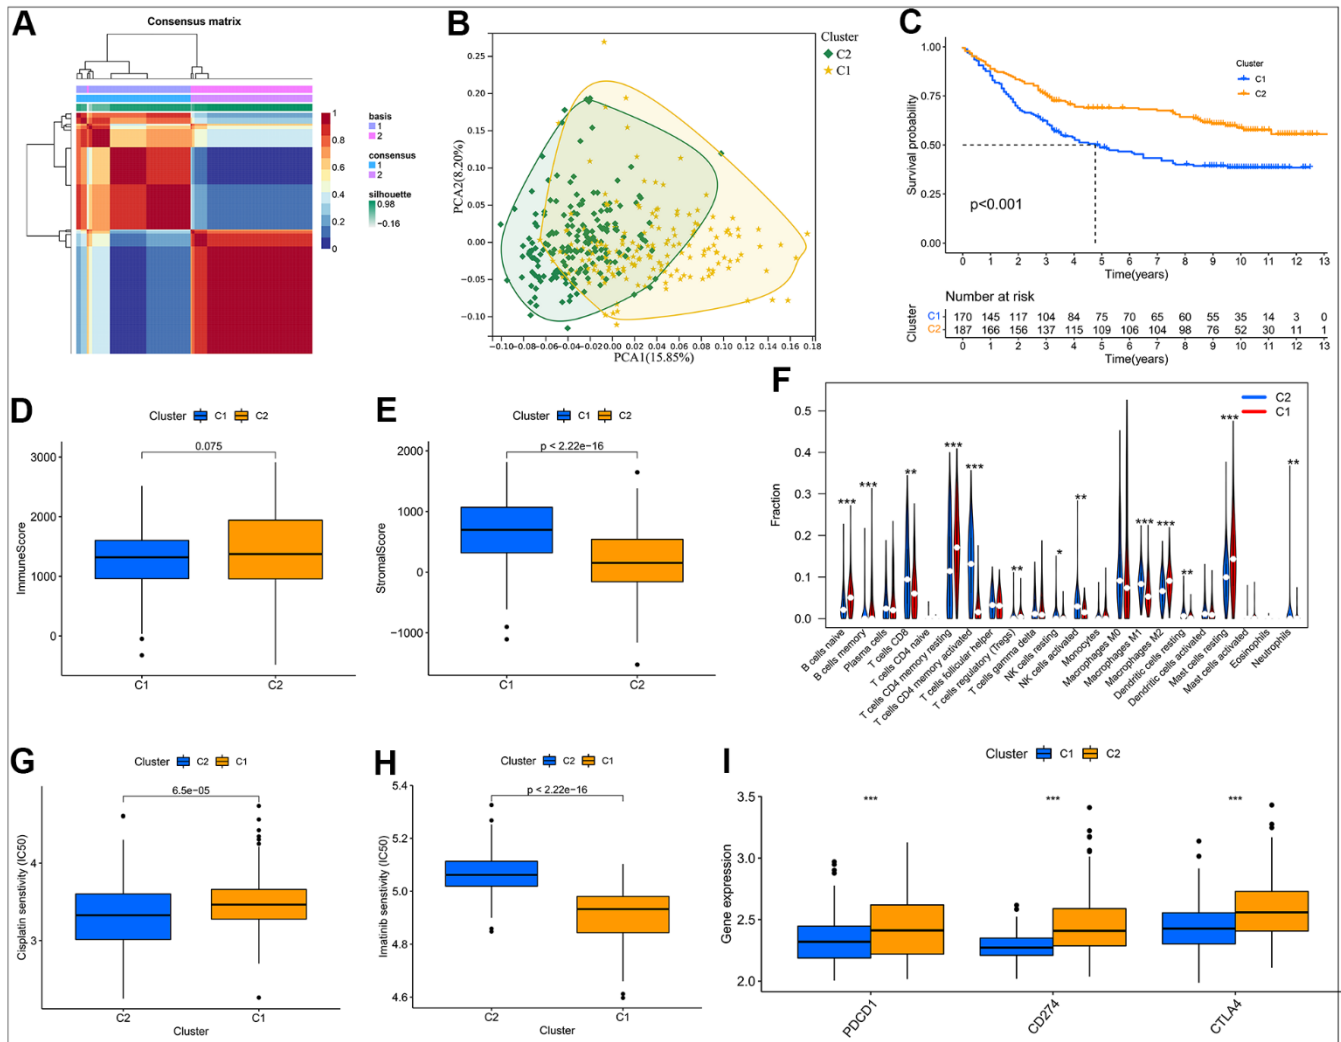 A
Consensus matrix
1
0.8
0.6
0.4
0.2
0
basis
1
2
consensus
1
2
silhouette
0.98
−0.16
B
Cluster
C2
C1
PCA2(8.20%)
0.25
0.20
0.15
0.10
0.05
0.00
−0.05
−0.10
−0.10 −0.08 −0.06 −0.04 −0.02 0.00 0.02 0.04 0.06 0.08 0.10 0.12 0.14 0.16 0.18
PCA1(15.85%)
C
Cluster
C1
C2
Survival probability
1.00
0.75
0.50
0.25
0.00
p<0.001
0 1 2 3 4 5 6 7 8 9 10 11 12 13
Time(years)
Number at risk
Cluster
C1 170 145 117 104 84 75 70 65 60 55 35 14 3 0
C2 187 166 156 137 115 109 106 104 98 76 52 30 11 1
0 1 2 3 4 5 6 7 8 9 10 11 12 13
Time(years)
D
Cluster C1 C2
ImmuneScore
3000
2000
1000
0
0.075
C1 C2
E
Cluster C1 C2
StromalScore
2000
1000
0
−1000
p < 2.22e−16
C1 C2
F
C2
C1
Fraction
0.5
0.4
0.3
0.2
0.1
0.0
*** *** ** *** *** ** * ** *** *** ** *** **
B cells naive
B cells memory
Plasma cells
T cells CD8
T cells CD4 naive
T cells CD4 memory resting
T cells CD4 memory activated
T cells follicular helper
T cells regulatory (Tregs)
T cells gamma delta
NK cells resting
NK cells activated
Monocytes
Macrophages M0
Macrophages M1
Macrophages M2
Dendritic cells resting
Dendritic cells activated
Mast cells resting
Mast cells activated
Eosinophils
Neutrophils
G
Cluster C2 C1
Cisplatin senstivity (IC50)
4
3
6.5e−05
C2 C1
Cluster
H
Cluster C2 C1
Imatinib senstivity (IC50)
5.4
5.2
5.0
4.8
4.6
p < 2.22e−16
C2 C1
Cluster
I
Cluster C1 C2
Gene expression
3.5
3.0
2.5
2.0
*** *** ***
PDCD1
CD274
CTLA4